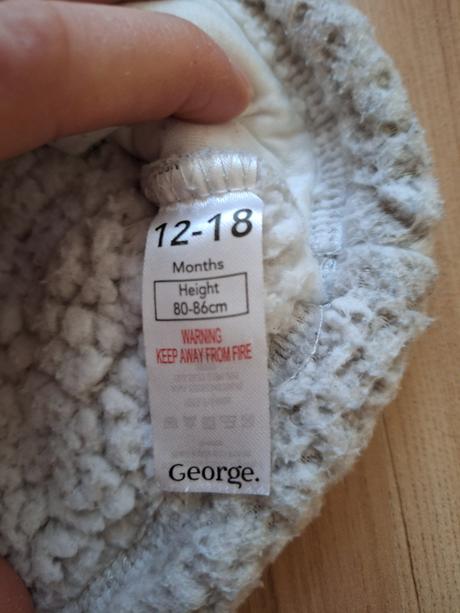 12-18
Months
Height
80-86cm
WARNING
KEEP AWAY FROM FIRE
George.